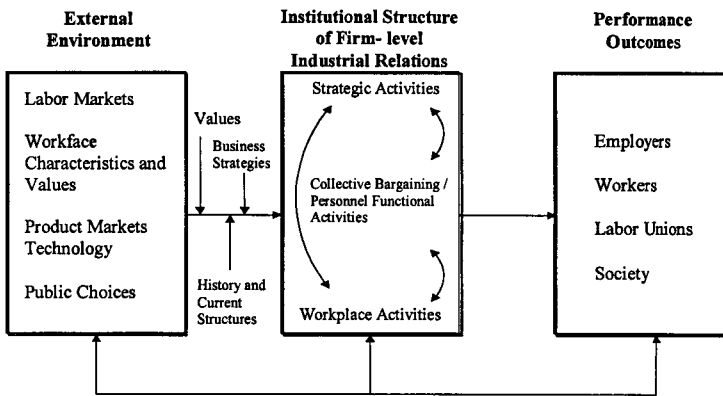 External
Environment
Labor Markets
Workface
Characteristics and
Values
Product Markets
Technology
Public Choices
Values
Business
Strategies
History and
Current
Structures
Institutional Structure
of Firm- level
Industrial Relations
Strategic Activities
Collective Bargaining /
Personnel Functional
Activities
Workplace Activities
Performance
Outcomes
Employers
Workers
Labor Unions
Society